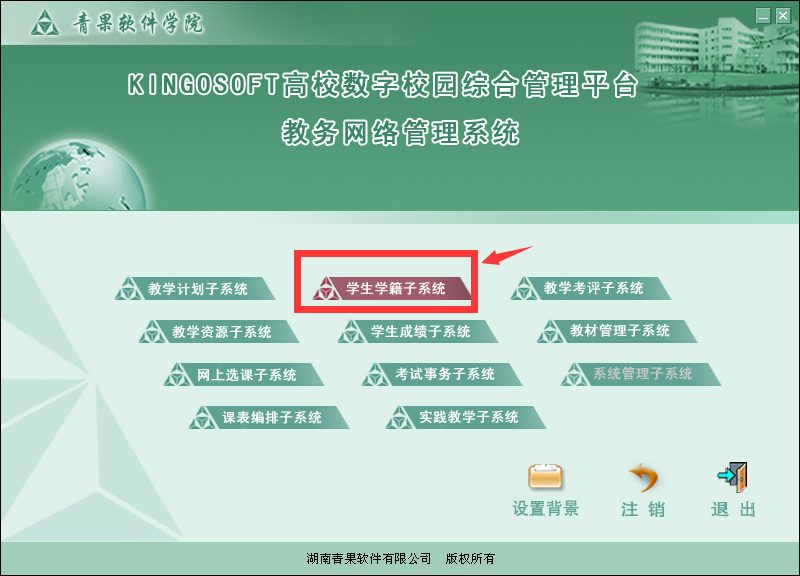 青果软件学院
KINGOSOFT高校数字校园综合管理平台
教务网络管理系统
教学计划子系统 学生学籍子系统 教学考评子系统
教学资源子系统 学生成绩子系统 教材管理子系统
网上选课子系统 考试事务子系统 系统管理子系统
课表编排子系统 实践教学子系统
设置背景 注 销 退 出
湖南青果软件有限公司 版权所有